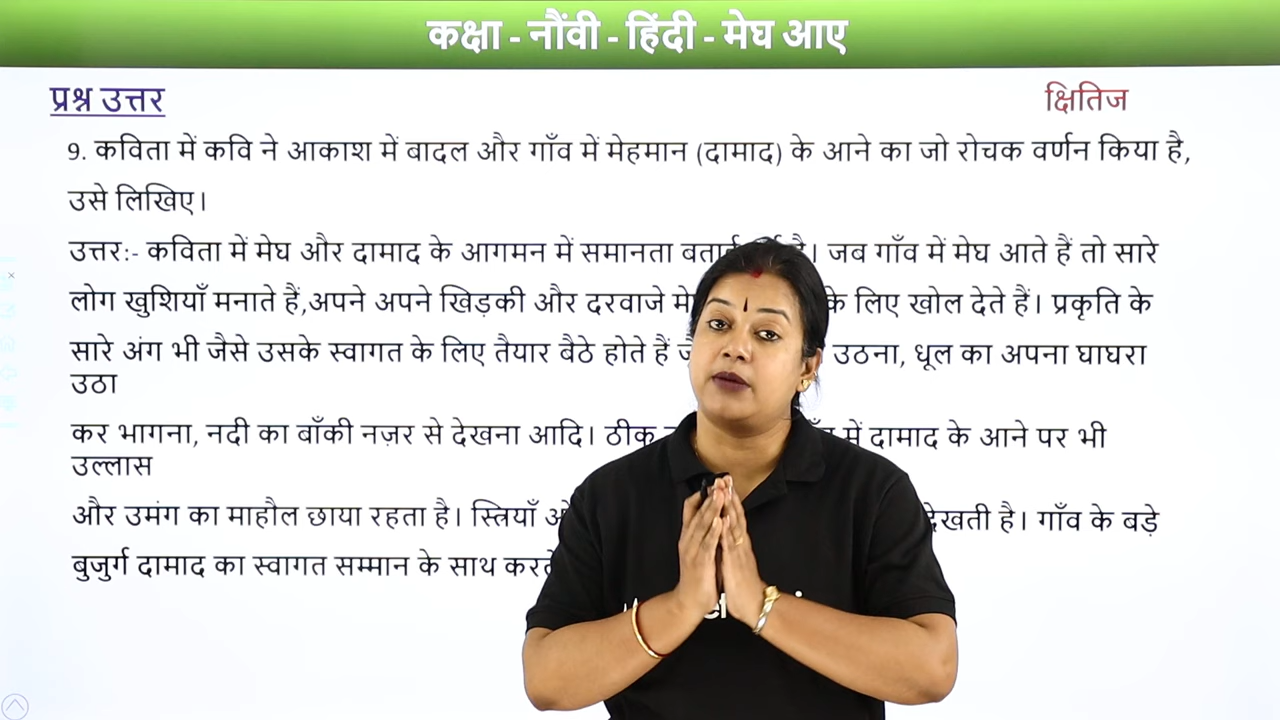 कक्षा - नौंवी - हिंदी - मेघ आए
प्रश्न उत्तर
क्षितिज
9. कविता में कवि ने आकाश में बादल और गाँव में मेहमान (दामाद) के आने का जो रोचक वर्णन किया है,
उसे लिखिए।
उत्तर:- कविता में मेघ और दामाद के आगमन में समानता है। जब गाँव में मेघ आते हैं तो सारे
लोग खुशियाँ मनाते हैं,अपने अपने खिड़की और दरवाजे के लिए खोल देते हैं। प्रकृति के
सारे अंग भी जैसे उसके स्वागत के लिए तैयार बैठे होते हैं उठना, धूल का अपना घाघरा
उठा
कर भागना, नदी का बाँकी नज़र से देखना आदि। ठीक में दामाद के आने पर भी
उल्लास
और उमंग का माहौल छाया रहता है। स्त्रियाँ देखती है। गाँव के बड़े
बुजुर्ग दामाद का स्वागत सम्मान के साथ